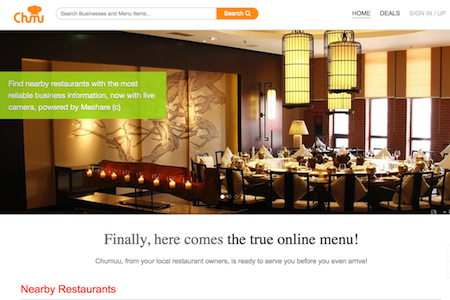 Chuu
Search Businesses and Menu Items...
Search
HOME DEALS SIGN IN / UP
Find nearby restaurants with the most
reliable business information, now with live
camera, powered by Meshare (c)
Finally, here comes the true online menu!
Chumuu, from your local restaurant owners, is ready to serve you before you even arrive!
Nearby Restaurants